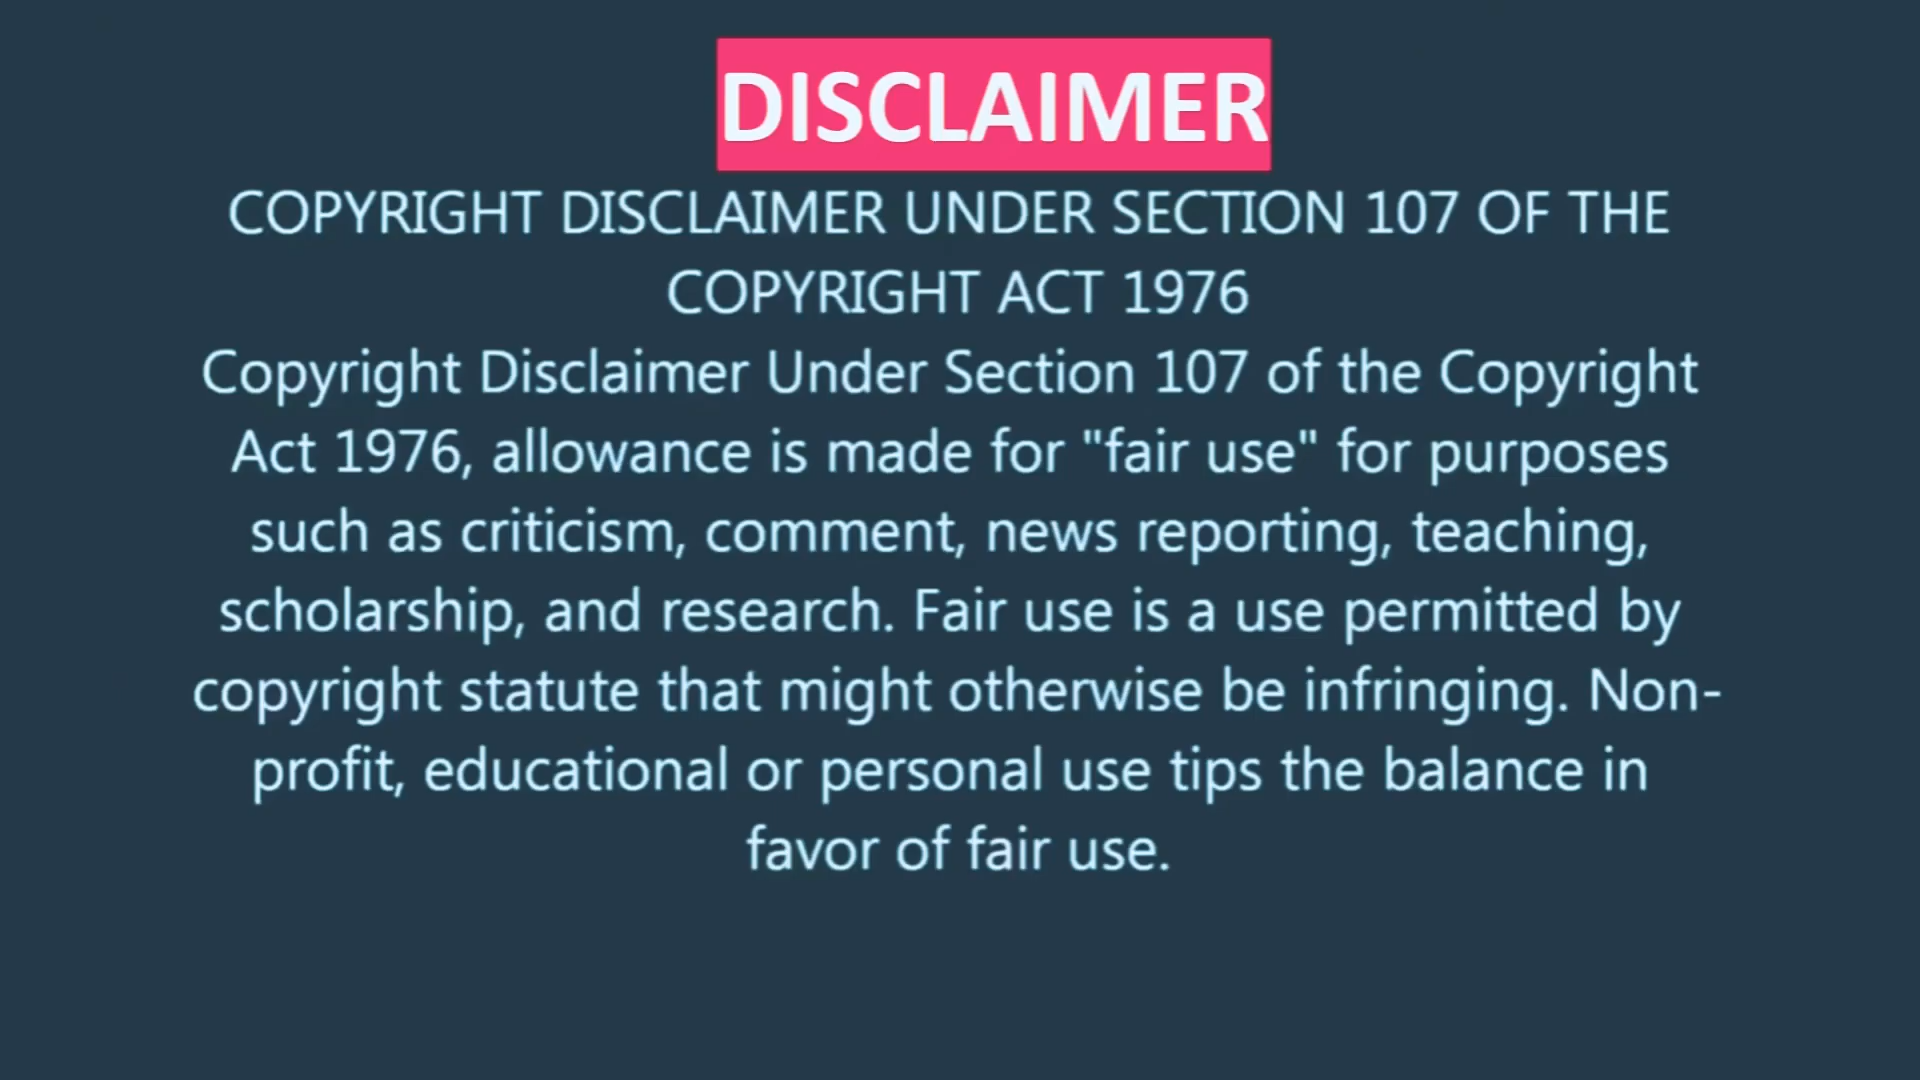 DISCLAIMER
COPYRIGHT DISCLAIMER UNDER SECTION 107 OF THE
COPYRIGHT ACT 1976
Copyright Disclaimer Under Section 107 of the Copyright
Act 1976, allowance is made for "fair use" for purposes
such as criticism, comment, news reporting, teaching,
scholarship, and research. Fair use is a use permitted by
copyright statute that might otherwise be infringing. Non-
profit, educational or personal use tips the balance in
favor of fair use.